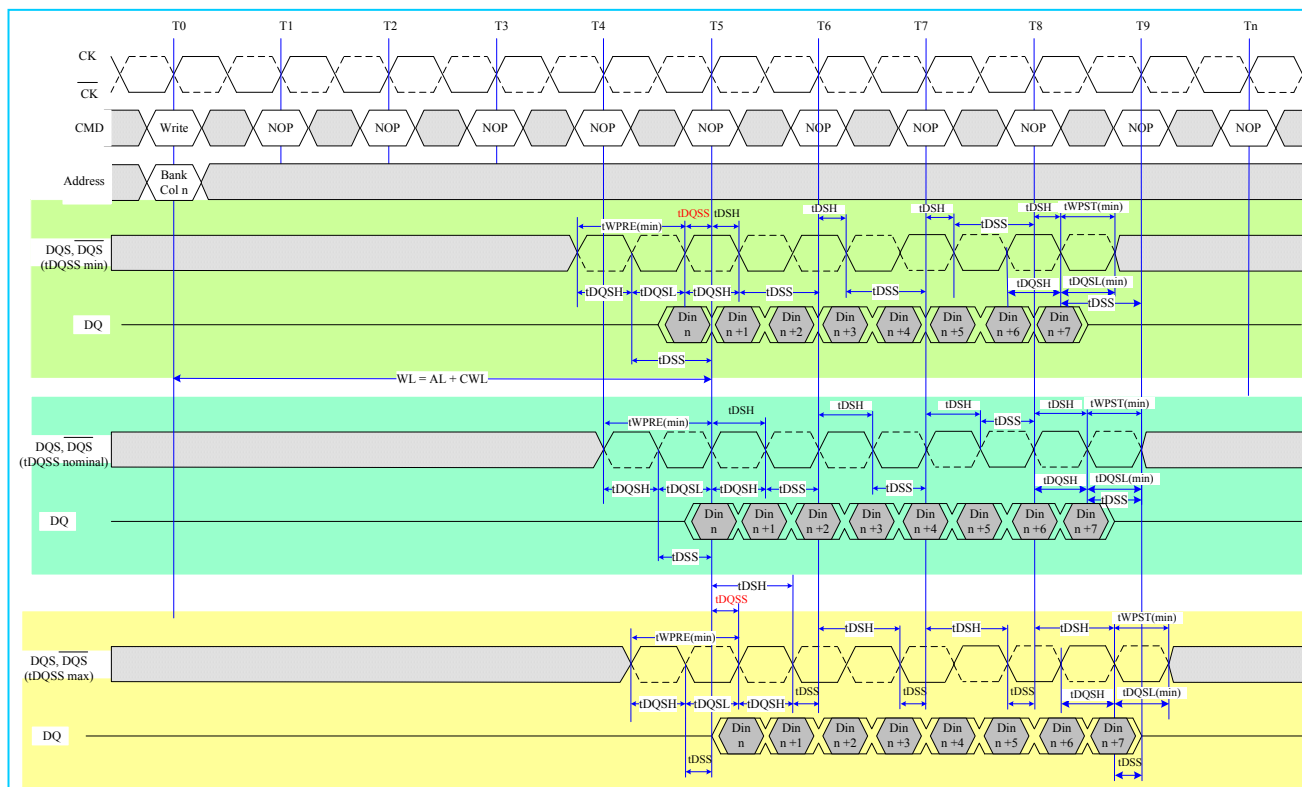 T0 T1 T2 T3 T4 T5 T6 T7 T8 T9 Tn
CK
CK
CMD Write NOP NOP NOP NOP NOP NOP NOP NOP NOP NOP
Address Bank
Col n
tDQSS tDSH tDSH tDSH tDSH tWPST(min)
tWPRE(min) tDSS
DQS, DQS
(tDQSS min)
tDQSH tDQSL tDQSH tDSS tDSS tDQSH tDQSL(min)
tDSS
DQ Din Din Din Din Din Din Din Din
n n +1 n +2 n +3 n +4 n +5 n +6 n +7
tDSS
WL = AL + CWL
tDSH tDSH tDSH tDSH tWPST(min)
tWPRE(min) tDSS
DQS, DQS
(tDQSS nominal)
tDQSH tDQSL tDQSH tDSS tDSS tDQSH tDQSL(min)
tDSS
DQ Din Din Din Din Din Din Din Din
n n +1 n +2 n +3 n +4 n +5 n +6 n +7
tDSS
tDSH
tDQSS
tWPRE(min) tDSH tDSH tDSH tWPST(min)
DQS, DQS
(tDQSS max)
tDQSH tDQSL tDQSH tDSS tDSS tDSS tDQSH tDQSL(min)
DQ Din Din Din Din Din Din Din Din
n n +1 n +2 n +3 n +4 n +5 n +6 n +7
tDSS tDSS